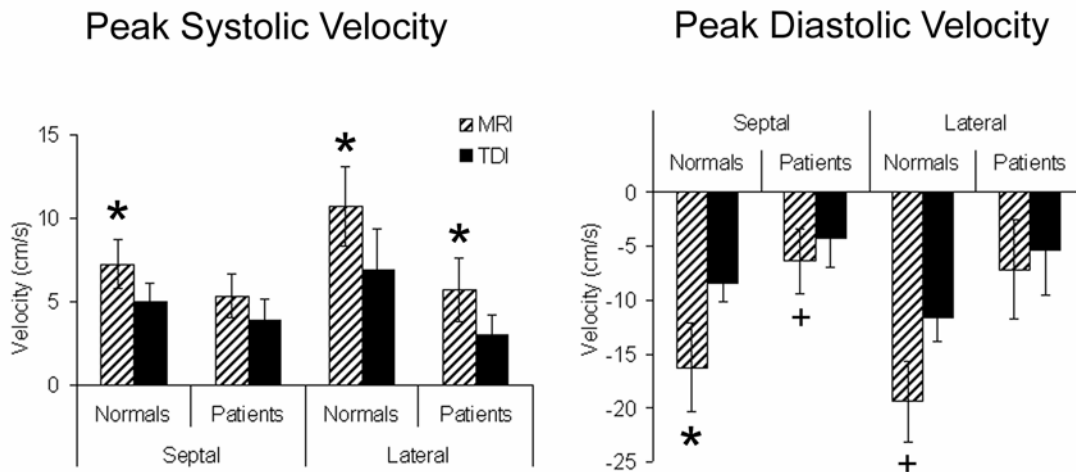 Peak Systolic Velocity
15
10
5
0
Velocity (cm/s)
MRI
TDI
*
*
*
Normals Patients Normals Patients
Septal Lateral
Peak Diastolic Velocity
Septal Lateral
Normals Patients Normals Patients
0
-5
-10
-15
-20
-25
Velocity (cm/s)
+
*
+